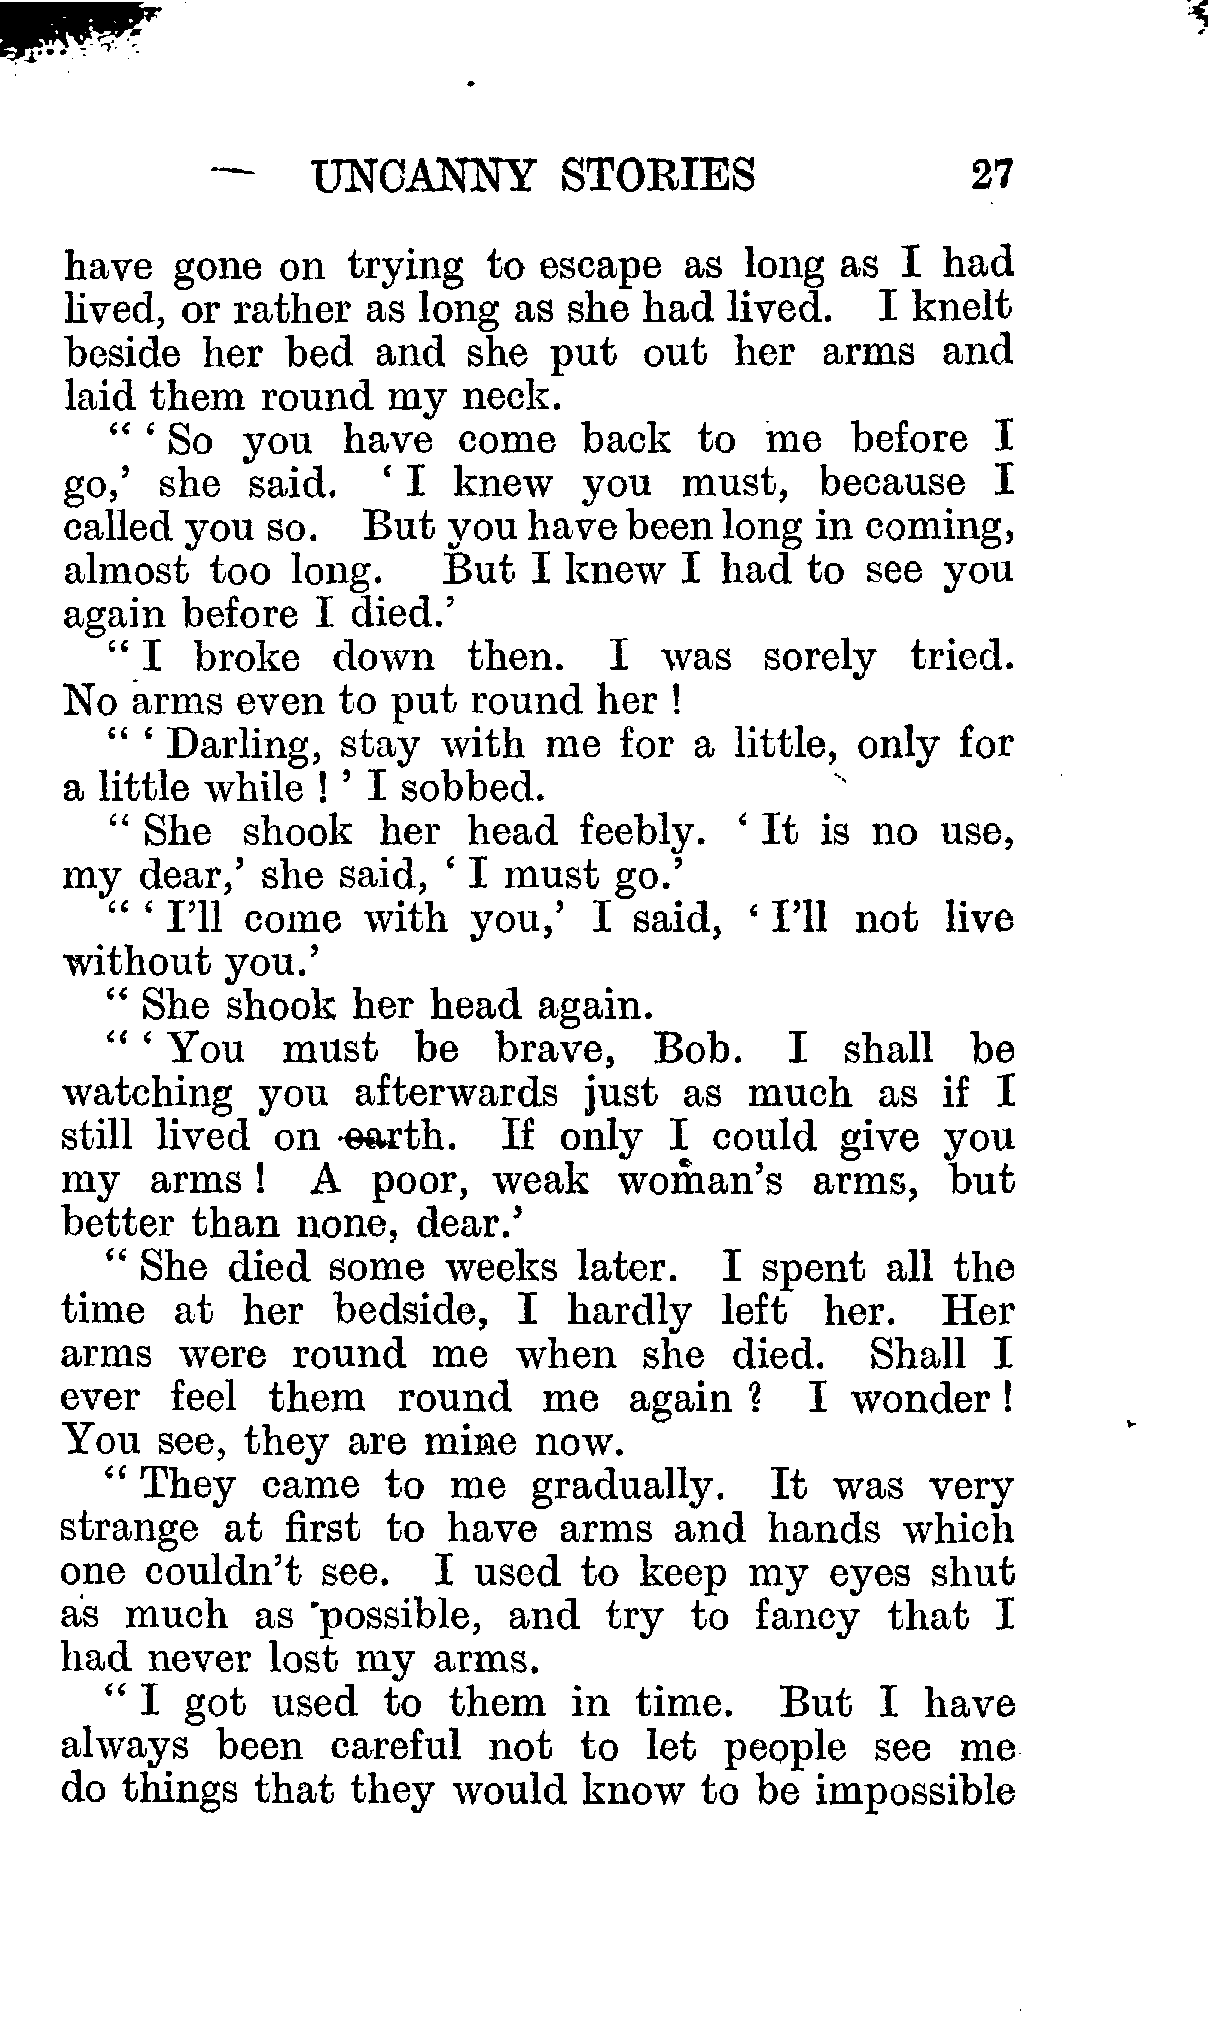 — UNCANNY STORIES 27
have gone on trying to escape as long as I had
lived, or rather as long as she had lived. I knelt
beside her bed and she put out her arms and
laid them round my neck.
“ ‘ So you have come back to me before I
go,’ she said. ‘ I knew you must, because I
called you so. But you have been long in coming,
almost too long. But I knew I had to see you
again before I died.’
“ I broke down then. I was sorely tried.
No arms even to put round her !
“ ‘ Darling, stay with me for a little, only for
a little while ! ’ I sobbed.
“ She shook her head feebly. ‘ It is no use,
my dear,’ she said, ‘ I must go.’
“ ‘ I’ll come with you,’ I said, ‘ I’ll not live
without you.’
“ She shook her head again.
“ ‘ You must be brave, Bob. I shall be
watching you afterwards just as much as if I
still lived on earth. If only I could give you
my arms ! A poor, weak woman’s arms, but
better than none, dear.’
“ She died some weeks later. I spent all the
time at her bedside, I hardly left her. Her
arms were round me when she died. Shall I
ever feel them round me again ? I wonder !
You see, they are mine now.
“ They came to me gradually. It was very
strange at first to have arms and hands which
one couldn’t see. I used to keep my eyes shut
as much as possible, and try to fancy that I
had never lost my arms.
“ I got used to them in time. But I have
always been careful not to let people see me
do things that they would know to be impossible